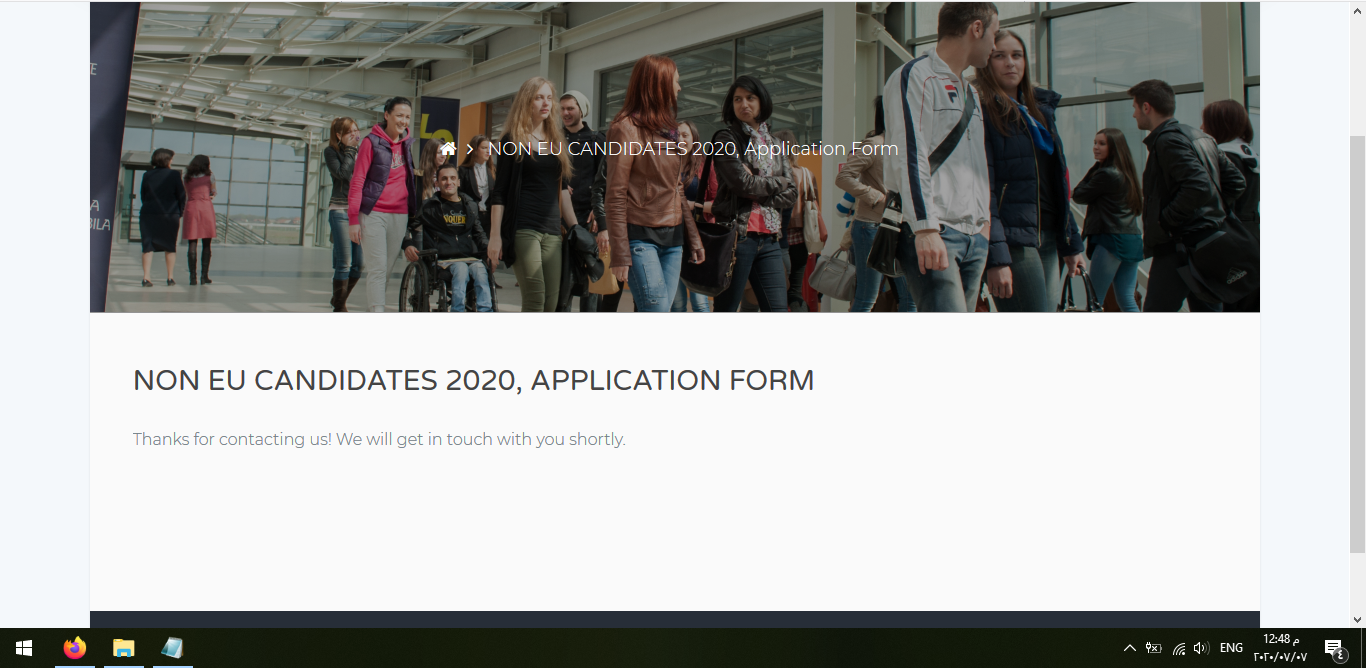 NON EU CANDIDATES 2020, Application Form
NON EU CANDIDATES 2020, APPLICATION FORM
Thanks for contacting us! We will get in touch with you shortly.
ENG
12:48 م
٢٠٢٠/٠٧/٠٧
٤